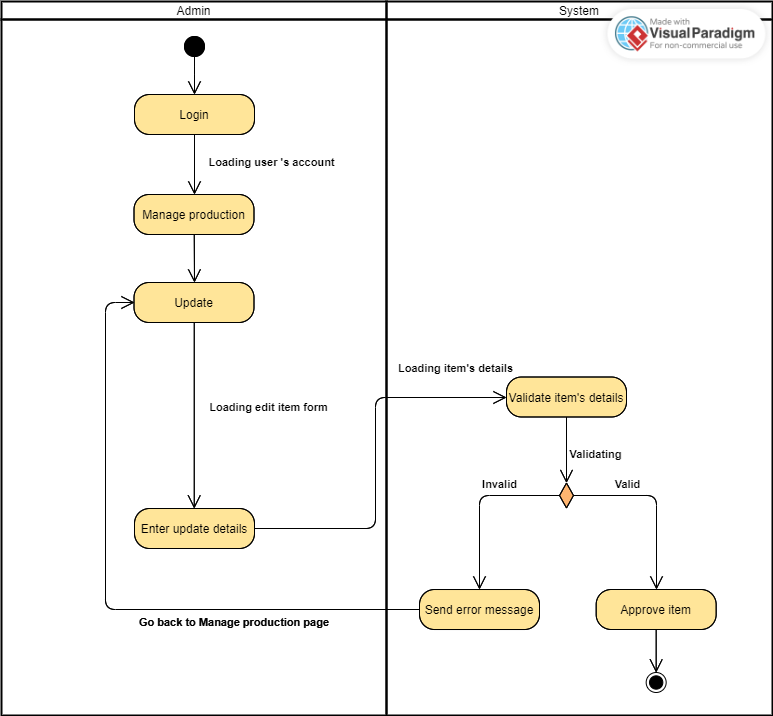 Admin
System
Made with
VisualParadigm
For non-commercial use
Login
Loading user 's account
Manage production
Update
Loading item's details
Validate item's details
Loading edit item form
Validating
Invalid
Valid
Enter update details
Send error message
Approve item
Go back to Manage production page